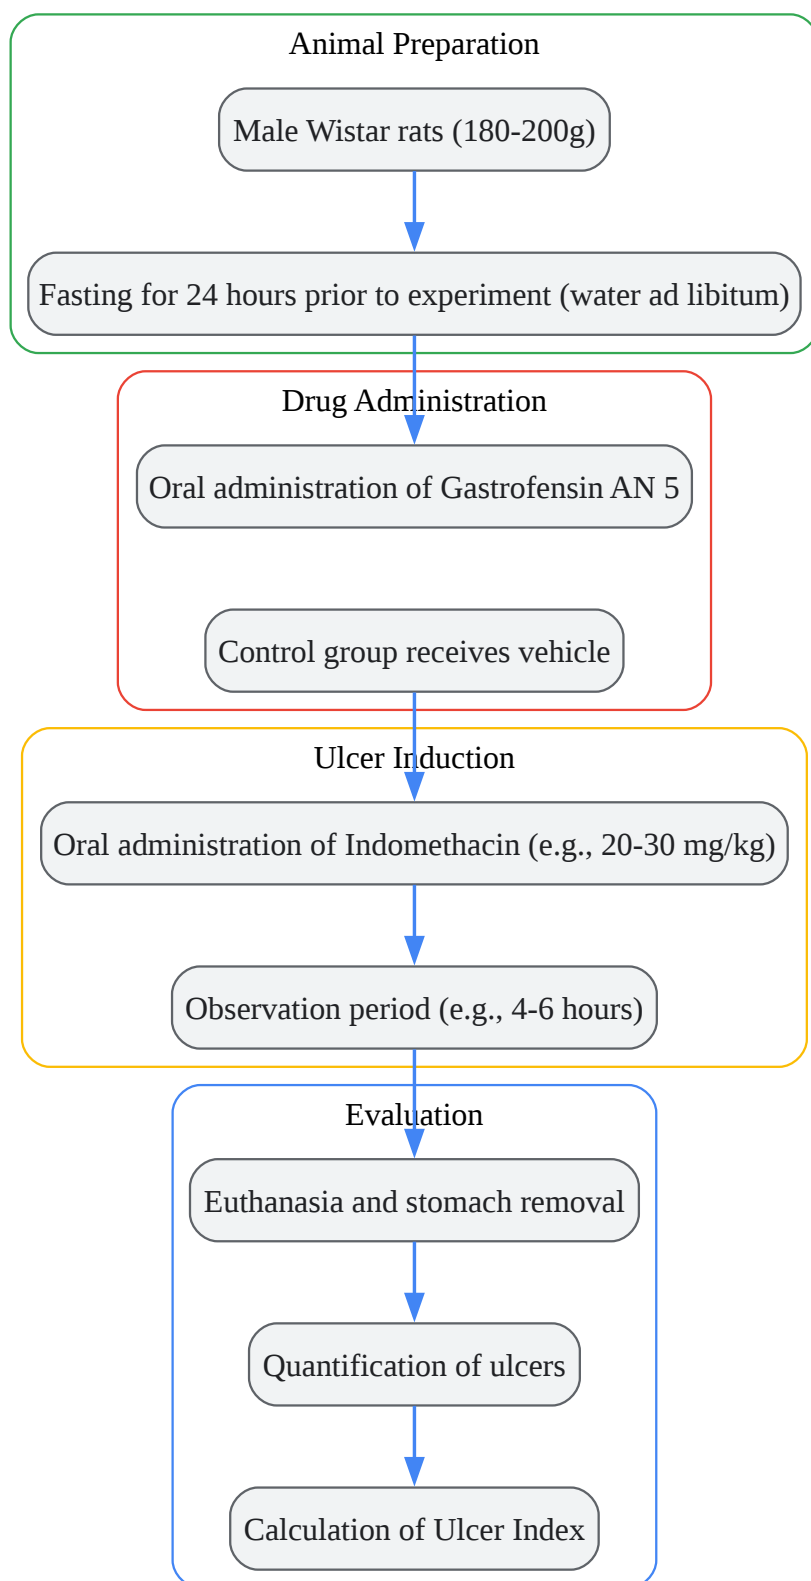 Animal Preparation
Male Wistar rats (180-200g)
Fasting for 24 hours prior to experiment (water ad libitum)
Drug Administration
Oral administration of Gastrofensin AN 5
Control group receives vehicle
Ulcer Induction
Oral administration of Indomethacin (e.g., 20-30 mg/kg)
Observation period (e.g., 4-6 hours)
Evaluation
Euthanasia and stomach removal
Quantification of ulcers
Calculation of Ulcer Index